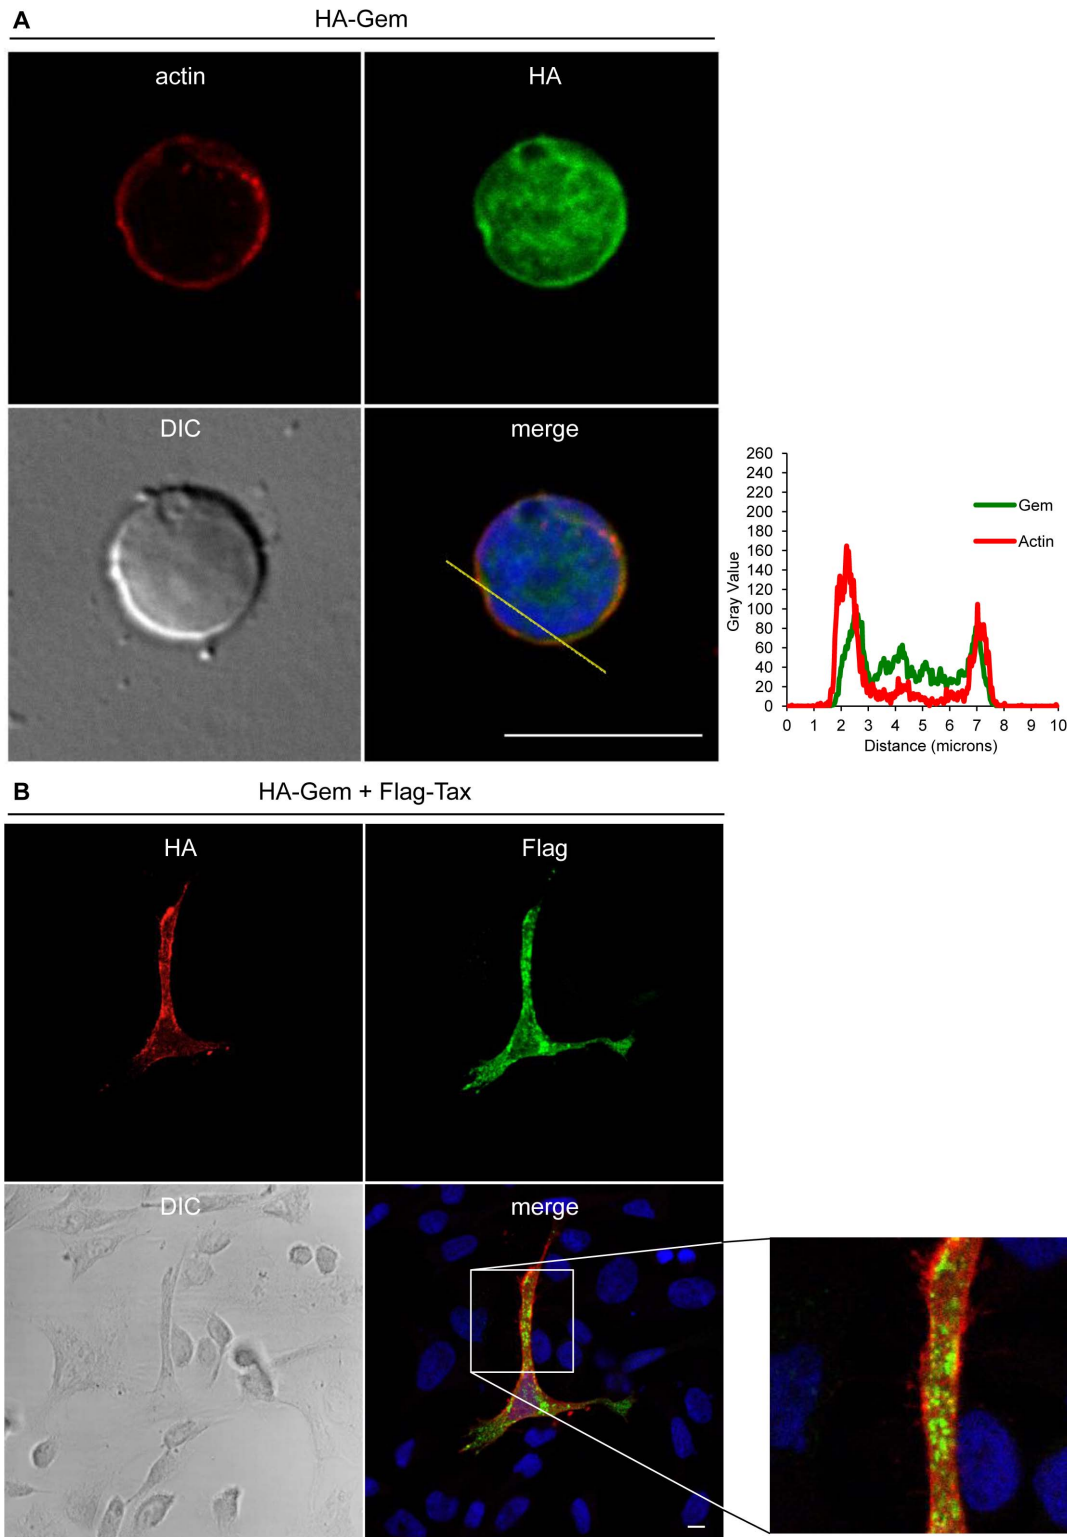 A
HA-Gem
actin
HA
DIC
merge
260
240
220
200
180
160
140
120
100
80
60
40
20
0
Gray Value
Gem
Actin
0 1 2 3 4 5 6 7 8 9 10
Distance (microns)
B
HA-Gem + Flag-Tax
HA
Flag
DIC
merge